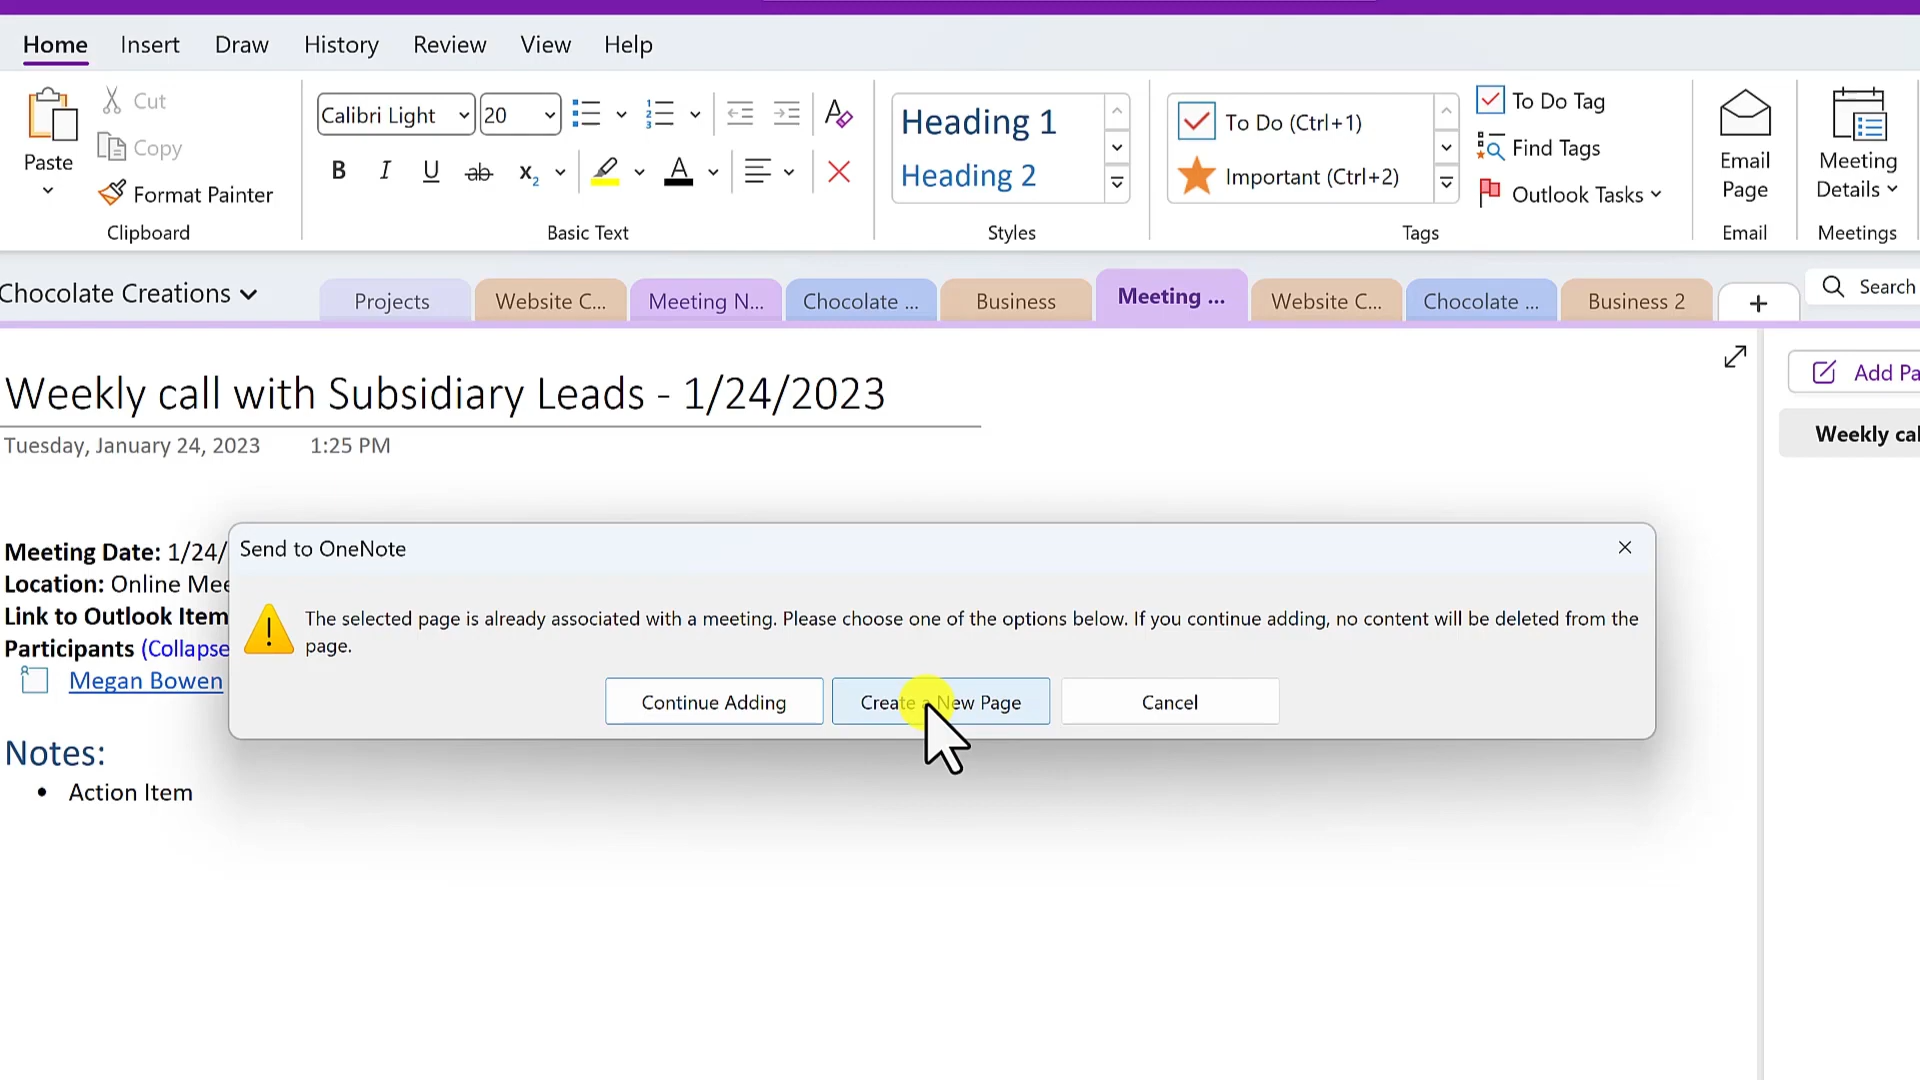 Home Insert Draw History Review View Help
Paste
Cut
Copy
Format Painter
Clipboard
Calibri Light 20
B I U ab x2 A
Basic Text
Heading 1
Heading 2
Styles
To Do (Ctrl+1)
Important (Ctrl+2)
To Do Tag
Find Tags
Outlook Tasks
Tags
Email
Page
Email
Meeting
Details
Meetings
Chocolate Creations
Projects Website C... Meeting N... Chocolate ... Business Meeting ... Website C... Chocolate ... Business 2 +
Search
Weekly call with Subsidiary Leads - 1/24/2023
Tuesday, January 24, 2023 1:25 PM
Add Pa
Weekly cal
Meeting Date: 1/24/
Location: Online Mee
Link to Outlook Item
Participants (Collapse
Megan Bowen
Send to OneNote
The selected page is already associated with a meeting. Please choose one of the options below. If you continue adding, no content will be deleted from the
page.
Continue Adding Create a New Page Cancel
Notes:
• Action Item